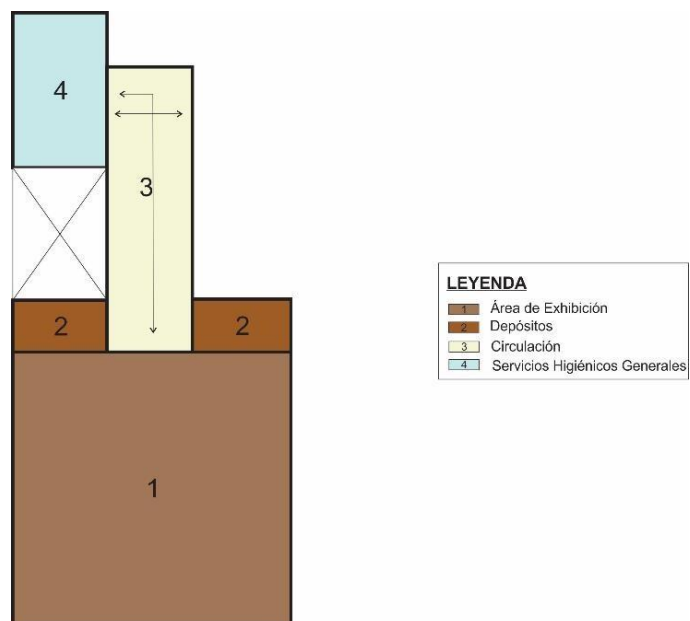 4
3
2
2
1
LEYENDA
1 Área de Exhibición
2 Depósitos
3 Circulación
4 Servicios Higiénicos Generales